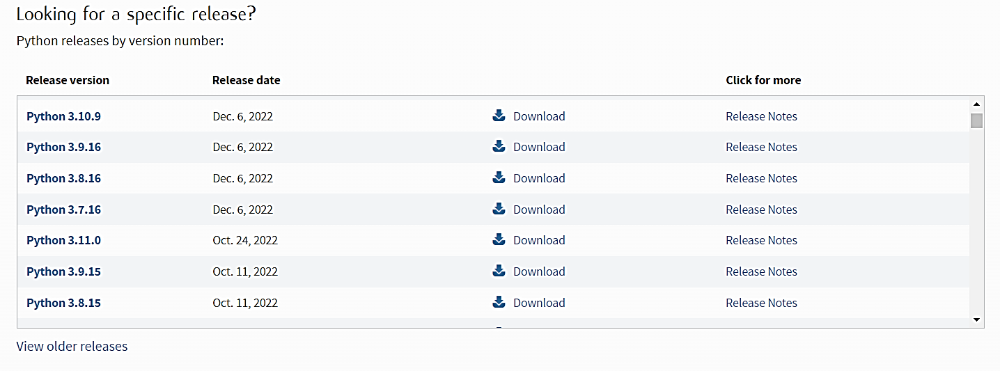 Looking for a specific release?
Python releases by version number:
Release version Release date Click for more
Python 3.10.9 Dec. 6, 2022 Download Release Notes
Python 3.9.16 Dec. 6, 2022 Download Release Notes
Python 3.8.16 Dec. 6, 2022 Download Release Notes
Python 3.7.16 Dec. 6, 2022 Download Release Notes
Python 3.11.0 Oct. 24, 2022 Download Release Notes
Python 3.9.15 Oct. 11, 2022 Download Release Notes
Python 3.8.15 Oct. 11, 2022 Download Release Notes
View older releases